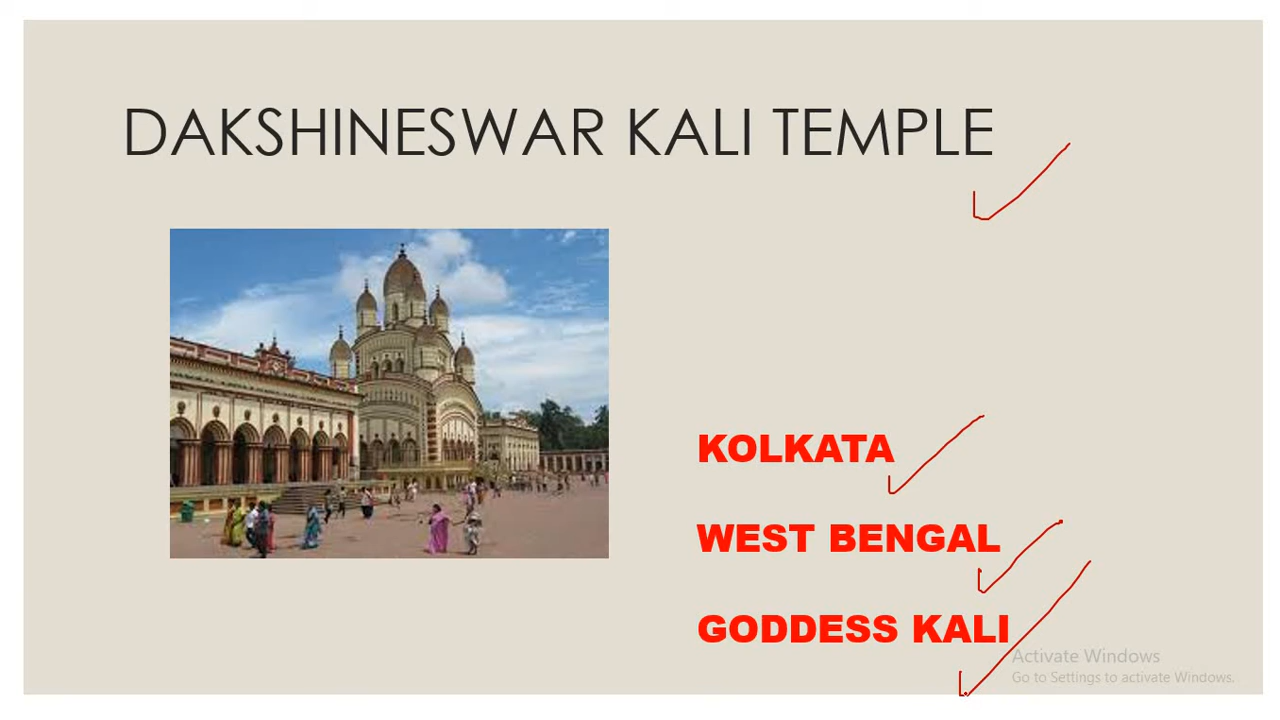 DAKSHINESWAR KALI TEMPLE
KOLKATA
WEST BENGAL
GODDESS KALI
Activate Windows
Go to Settings to activate Windows.